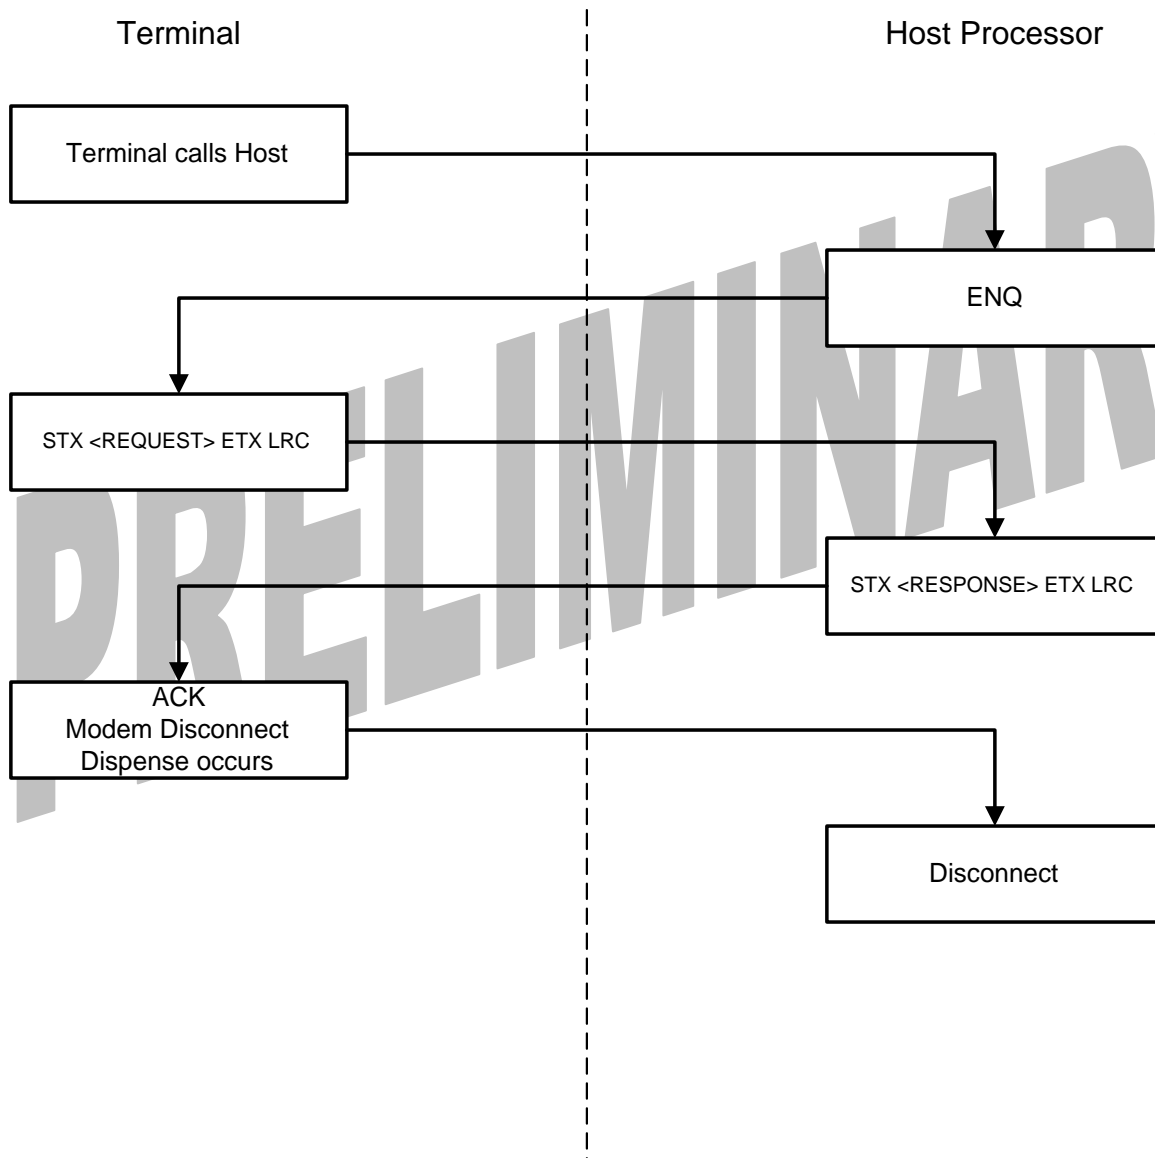 Terminal
Host Processor
Terminal calls Host
ENQ
STX <REQUEST> ETX LRC
STX <RESPONSE> ETX LRC
ACK
Modem Disconnect
Dispense occurs
Disconnect
PRELIMINAR